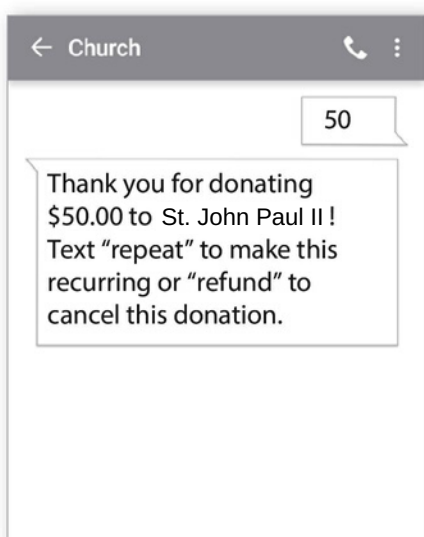 Church
50
Thank you for donating
$50.00 to St. John Paul II !
Text “repeat” to make this
recurring or “refund” to
cancel this donation.